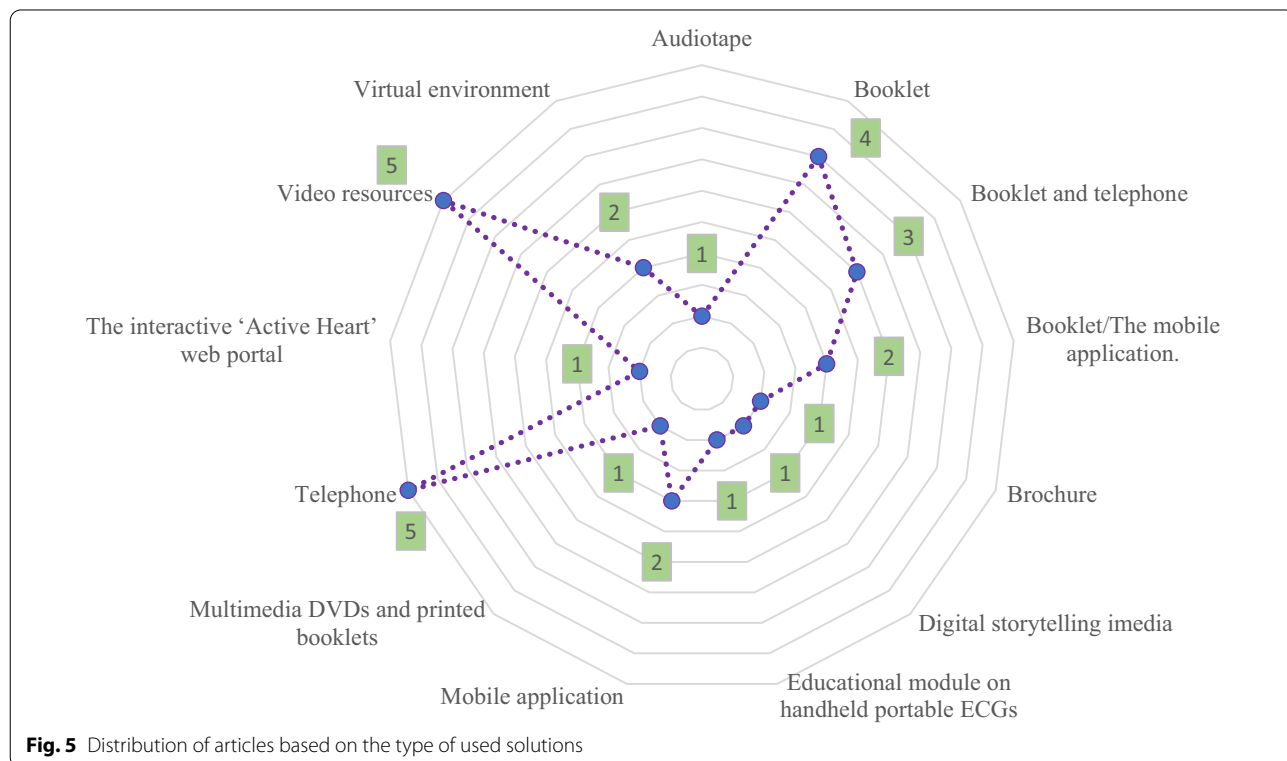 Audiotape
Virtual environment
Booklet
4
5
Video resources
Booklet and telephone
2
3
1
The interactive ‘Active Heart’
web portal
Booklet/The mobile
application.
1
2
1
Telephone
1
1
1
Brochure
5
2
Multimedia DVDs and printed
booklets
Digital storytelling imedia
Mobile application
Educational module on
handheld portable ECGs
Fig. 5 Distribution of articles based on the type of used solutions